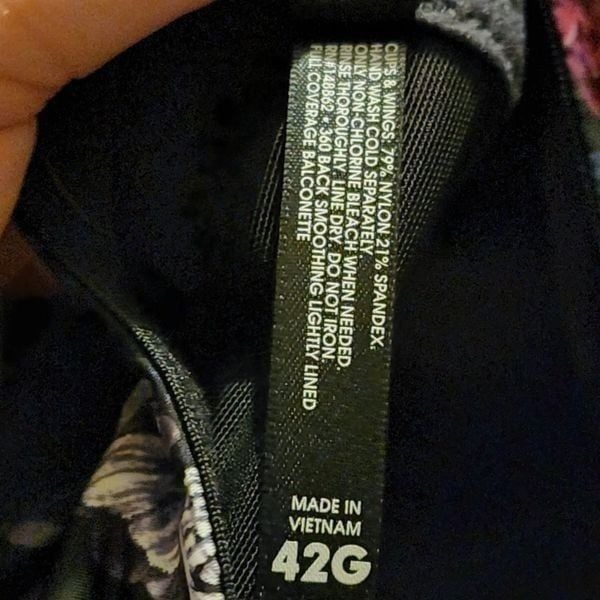 CUPS & WINGS: 79% NYLON 21% SPANDEX.
HAND WASH COLD SEPARATELY.
ONLY NON-CHLORINE BLEACH WHEN NEEDED.
RINSE THOROUGHLY. LINE DRY. DO NOT IRON.
RN#148862 • 360 BACK SMOOTHING LIGHTLY LINED
FULL COVERAGE BALCONETTE
MADE IN
VIETNAM
42G